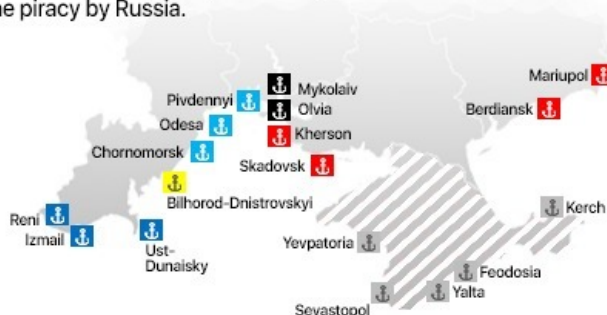 ne piracy by Russia.
Mariupol
Mykolaiv
Pivdennyi
Berdiansk
Olvia
Odesa
Kherson
Chornomorsk
Skadovsk
Bilhorod-Dnistrovskyi
Kerch
Reni
Izmail
Yevpatoria
Ust-
Dunaisky
Feodosia
Yalta
Sevastopol